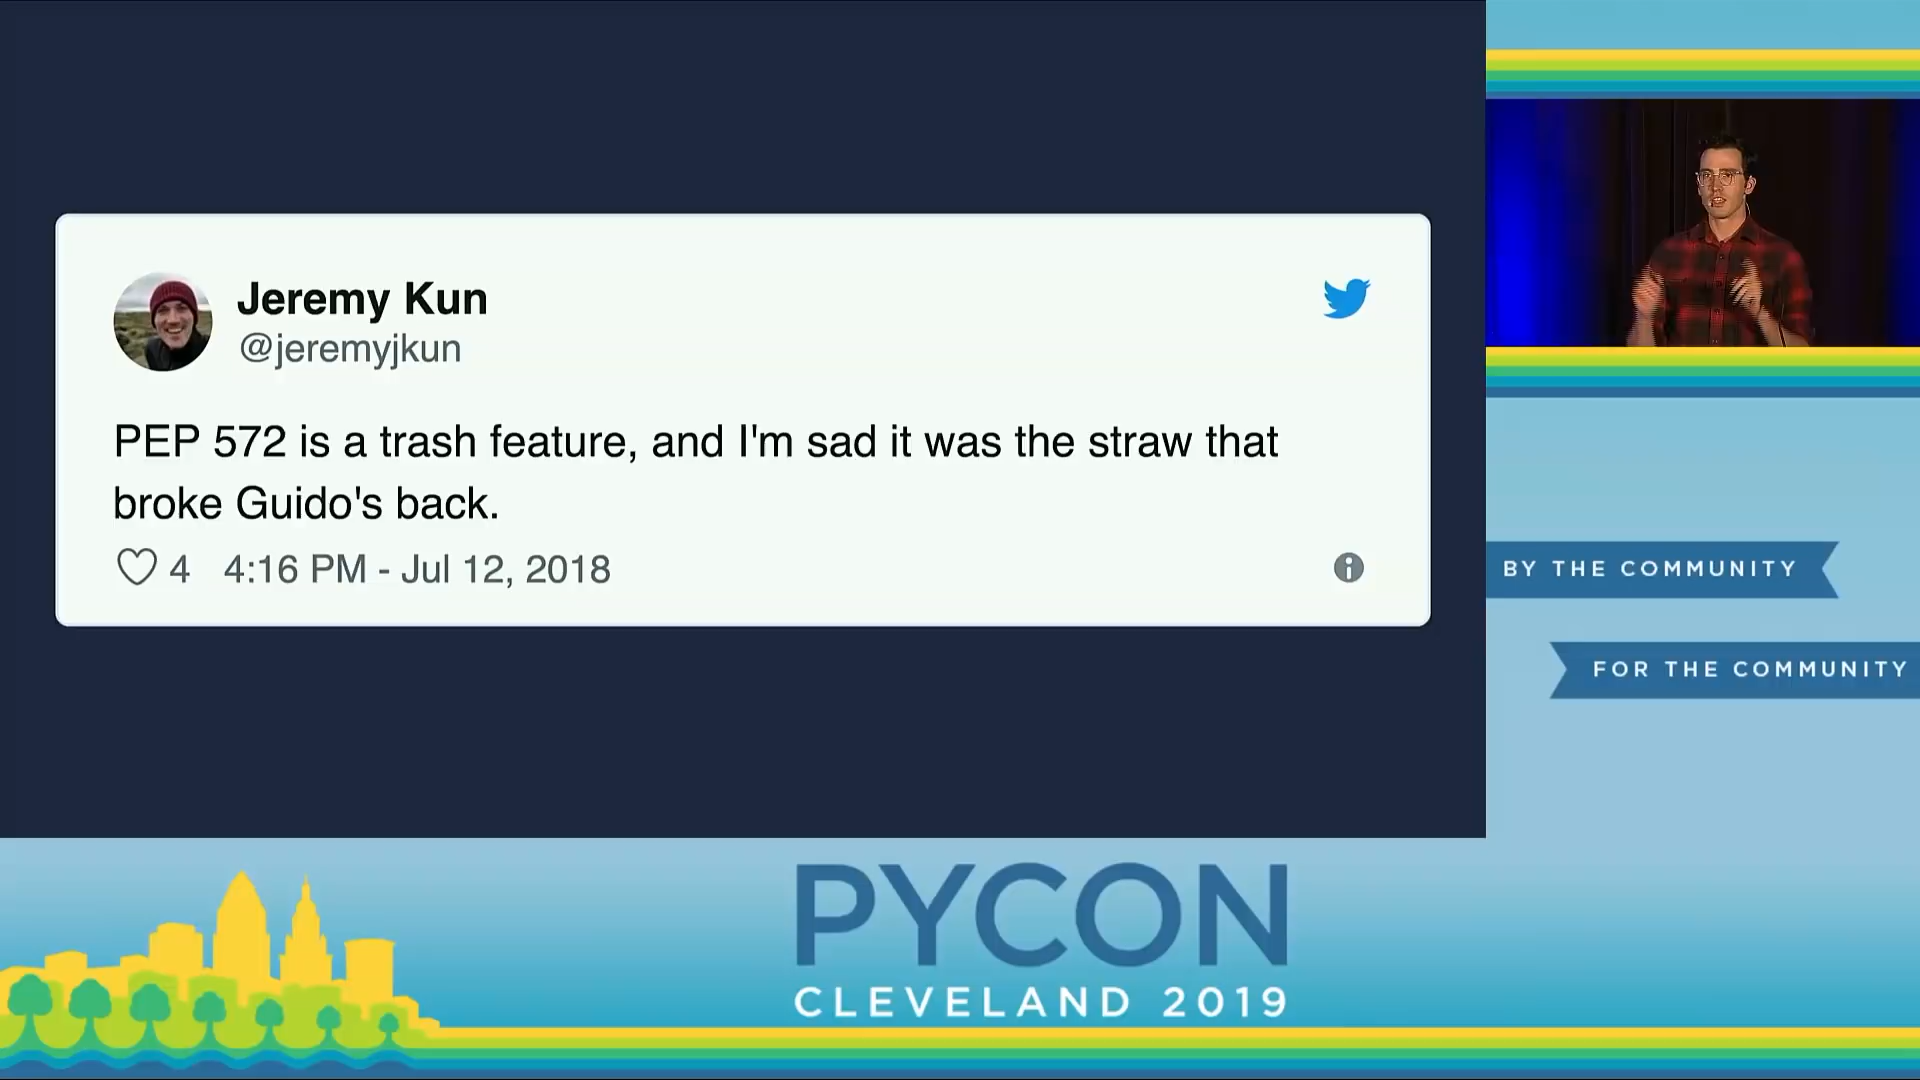 Jeremy Kun
@jeremyjkun
PEP 572 is a trash feature, and I'm sad it was the straw that
broke Guido's back.
4 4:16 PM - Jul 12, 2018
BY THE COMMUNITY
FOR THE COMMUNITY
PYCON
CLEVELAND 2019